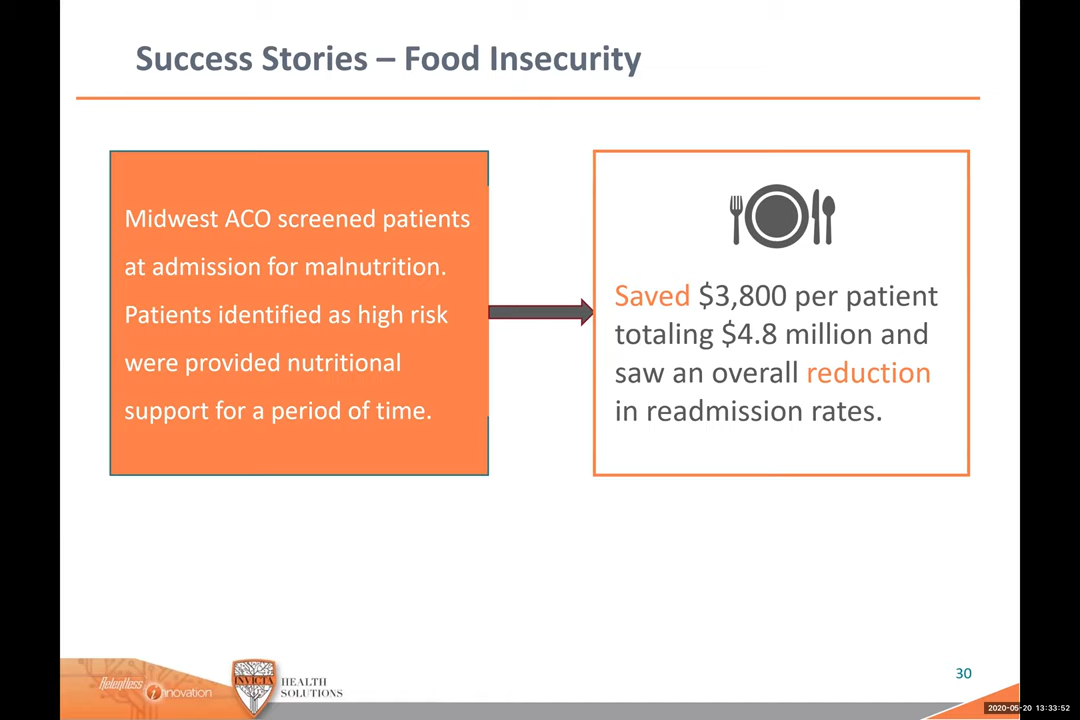 Success Stories – Food Insecurity
Midwest ACO screened patients
at admission for malnutrition.
Patients identified as high risk
were provided nutritional
support for a period of time.
Saved $3,800 per patient
totaling $4.8 million and
saw an overall reduction
in readmission rates.
Relentless innovation
INVICTA
HEALTH
SOLUTIONS
30
2020-05-20 13:33:52